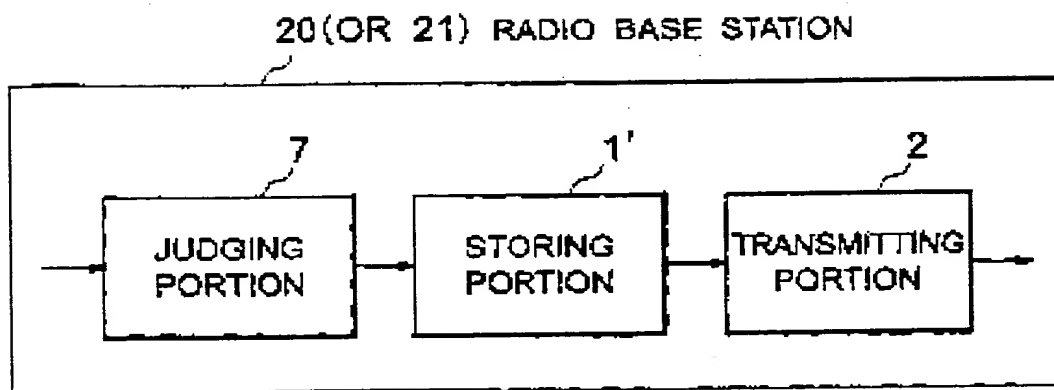 20(OR 21) RADIO BASE STATION
7
1'
2
JUDGING
PORTION
STORING
PORTION
TRANSMITTING
PORTION